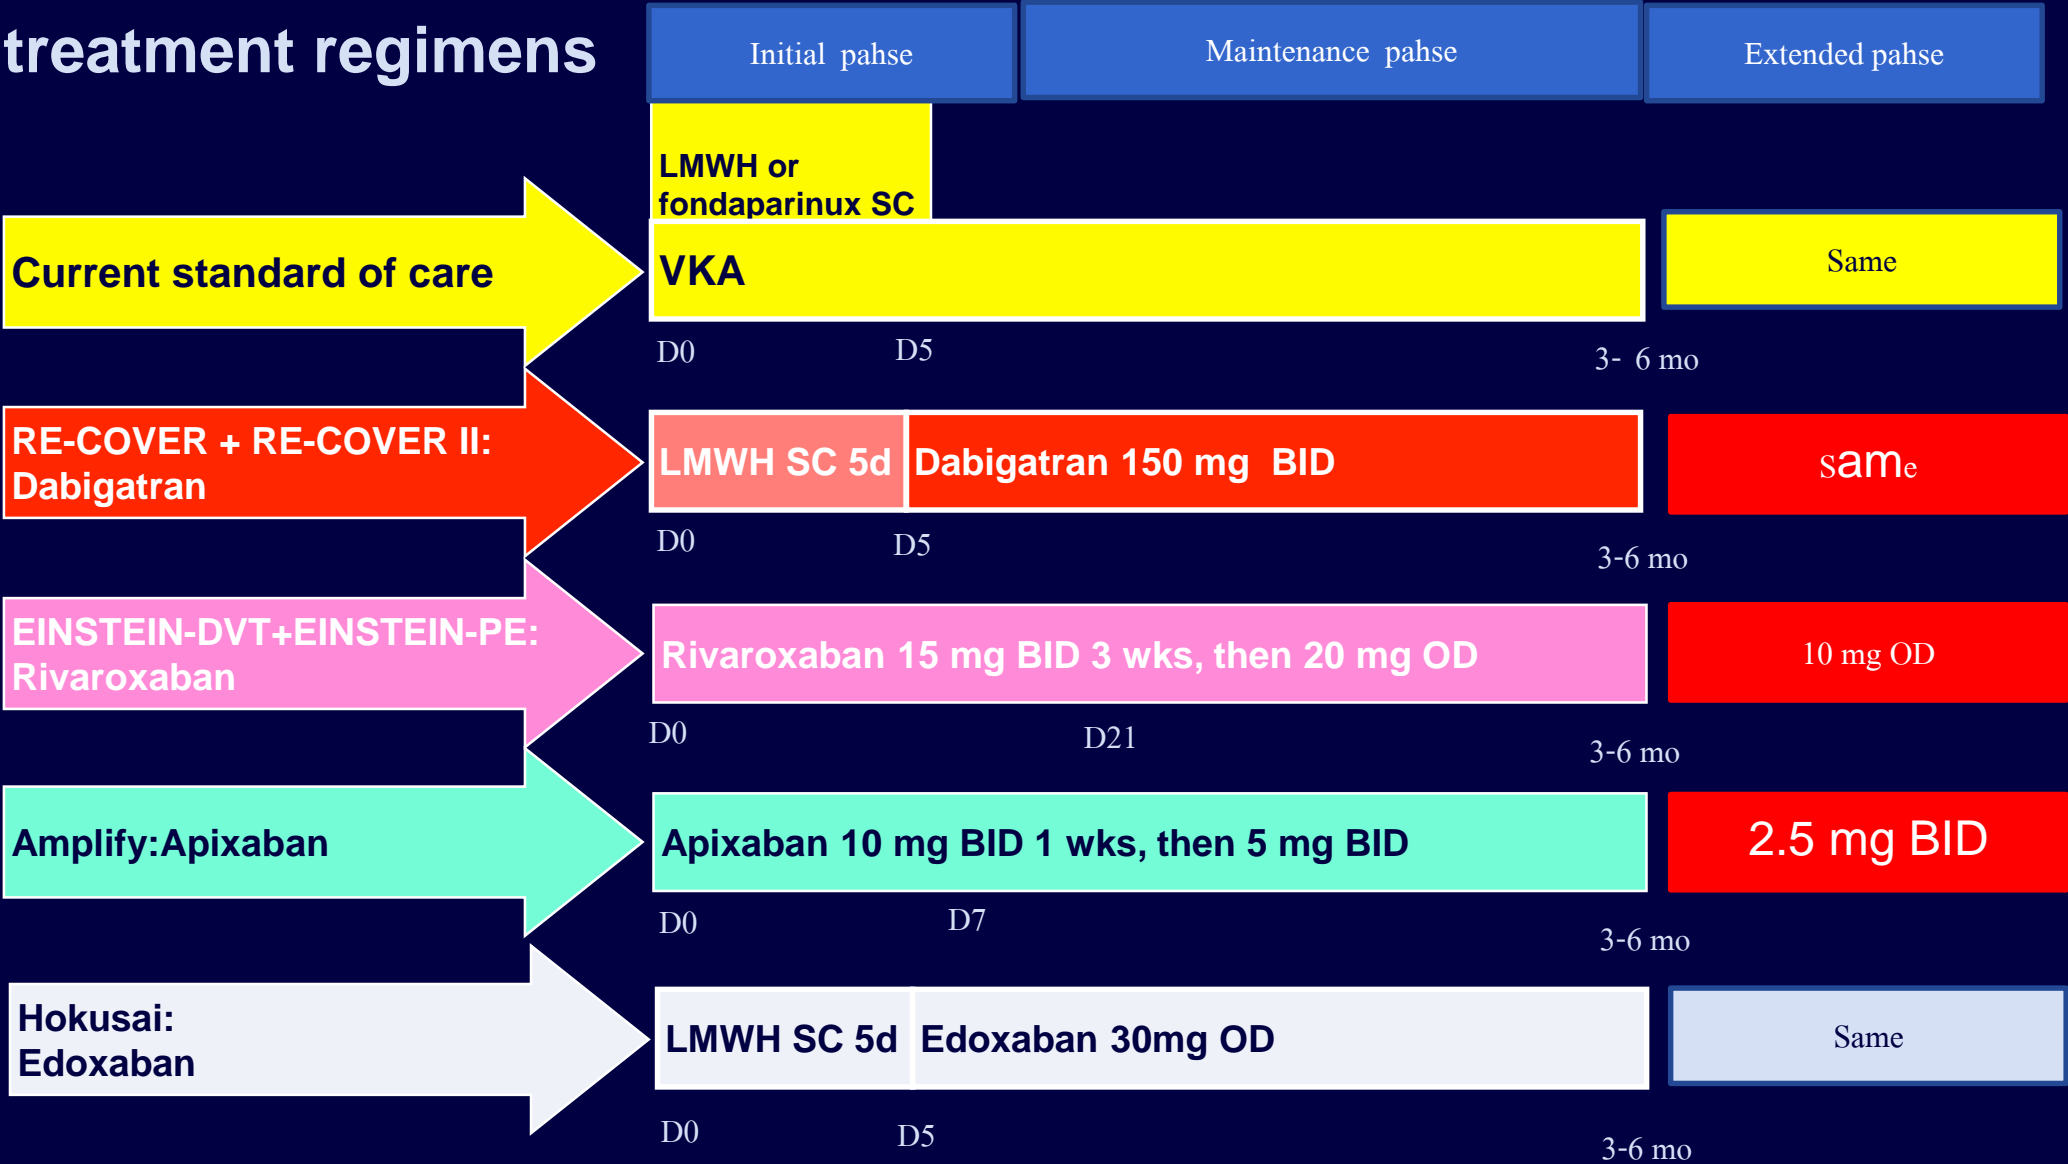 treatment regimens
Initial pahse
Maintenance pahse
Extended pahse
LMWH or
fondaparinux SC
Current standard of care
VKA
Same
D0
D5
3- 6 mo
RE-COVER + RE-COVER II:
Dabigatran
LMWH SC 5d
Dabigatran 150 mg BID
same
D0
D5
3-6 mo
EINSTEIN-DVT+EINSTEIN-PE:
Rivaroxaban
Rivaroxaban 15 mg BID 3 wks, then 20 mg OD
10 mg OD
D0
D21
3-6 mo
Amplify:Apixaban
Apixaban 10 mg BID 1 wks, then 5 mg BID
2.5 mg BID
D0
D7
3-6 mo
Hokusai:
Edoxaban
LMWH SC 5d
Edoxaban 30mg OD
Same
D0
D5
3-6 mo